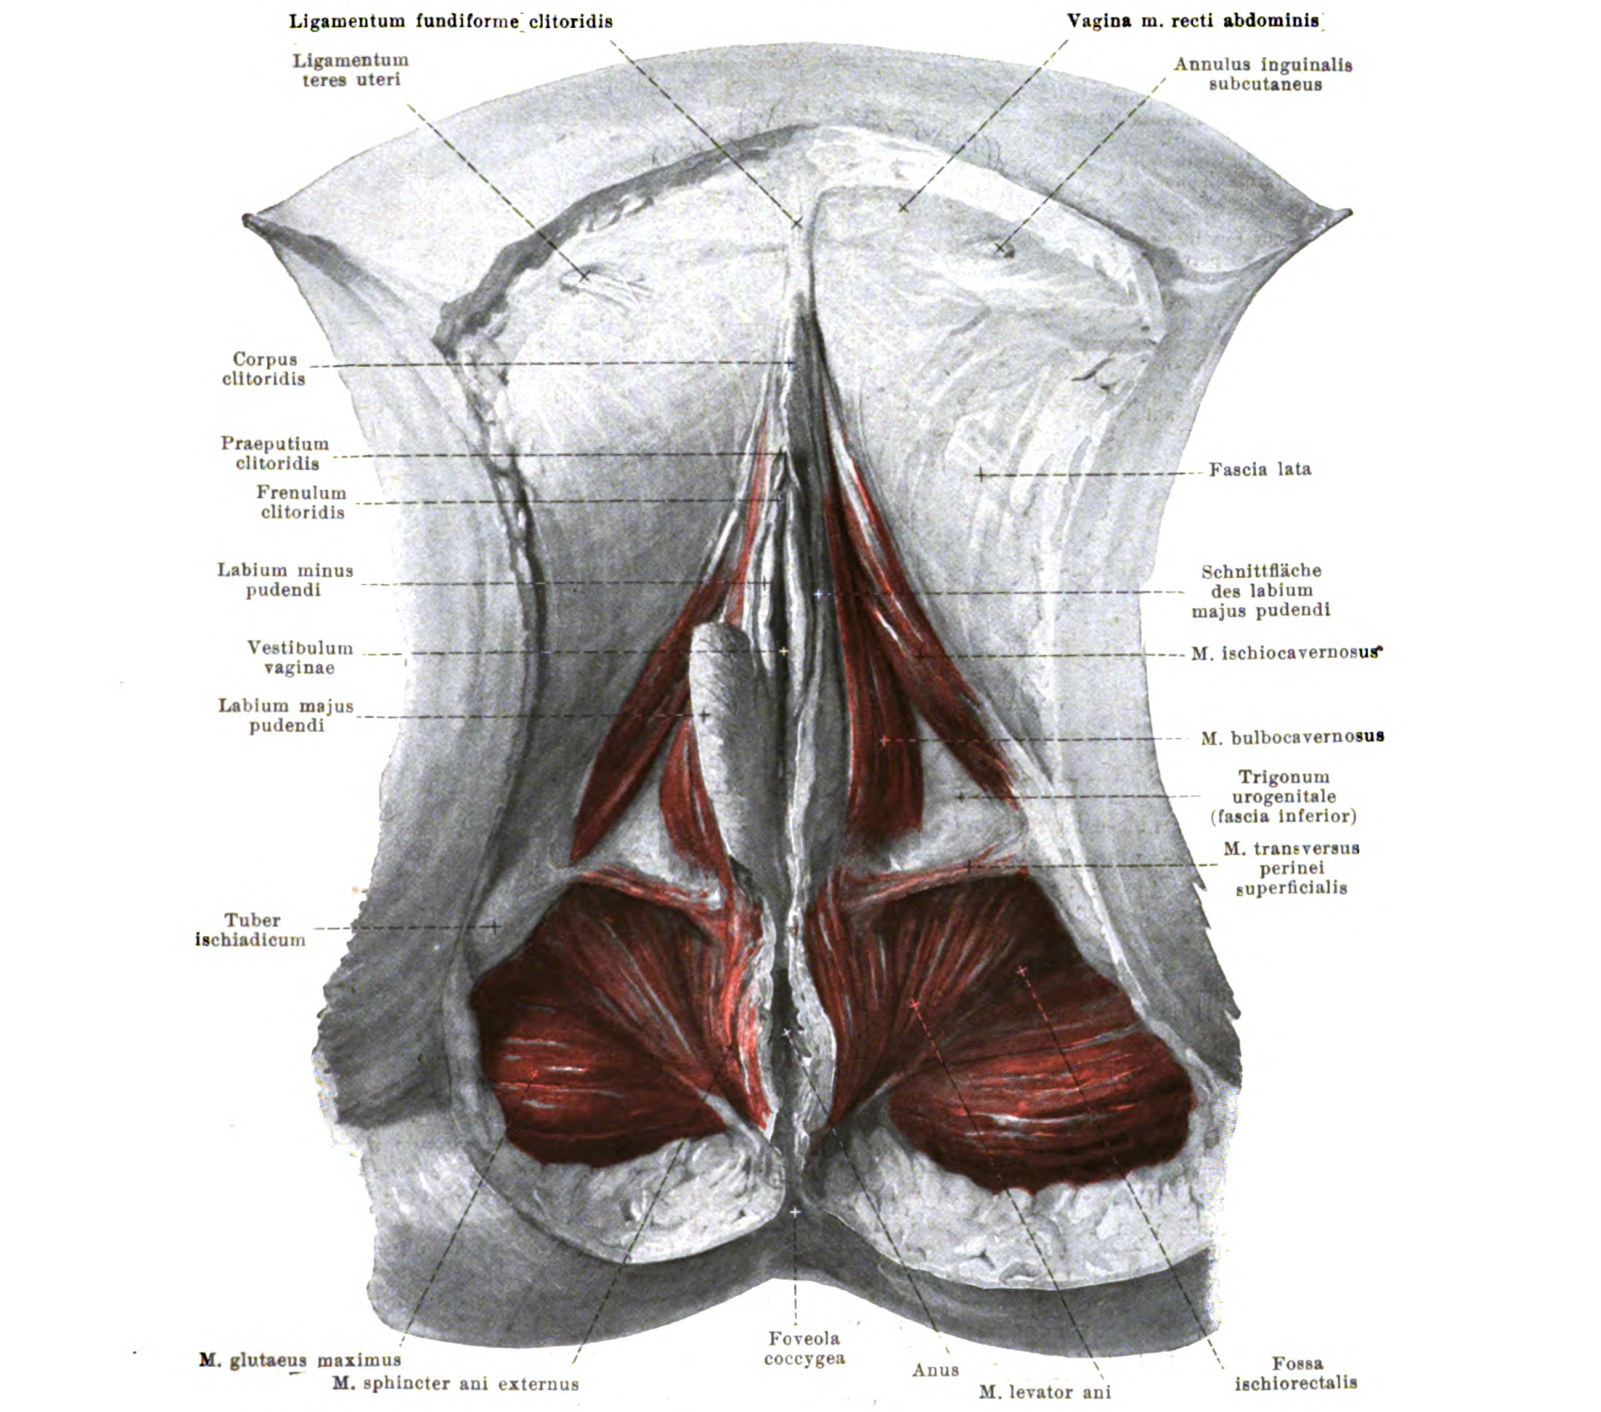 Ligamentum fundiforme clitoridis
Ligamentum
teres uteri
Vagina m. recti abdominis
Annulus inguinalis
subcutaneus
Corpus
clitoridis
Praeputium
clitoridis
Frenulum
clitoridis
Labium minus
pudendi
Vestibulum
vaginae
Labium majus
pudendi
Tuber
ischiadicum
Fascia lata
Schnittfläche
des labium
majus pudendi
M. ischiocavernosus
M. bulbocavernosus
Trigonum
urogenitale
(fascia inferior)
M. transversus
perinei
superficialis
M. glutaeus maximus
M. sphincter ani externus
Foveola
coccygea
Anus
M. levator ani
Fossa
ischiorectalis